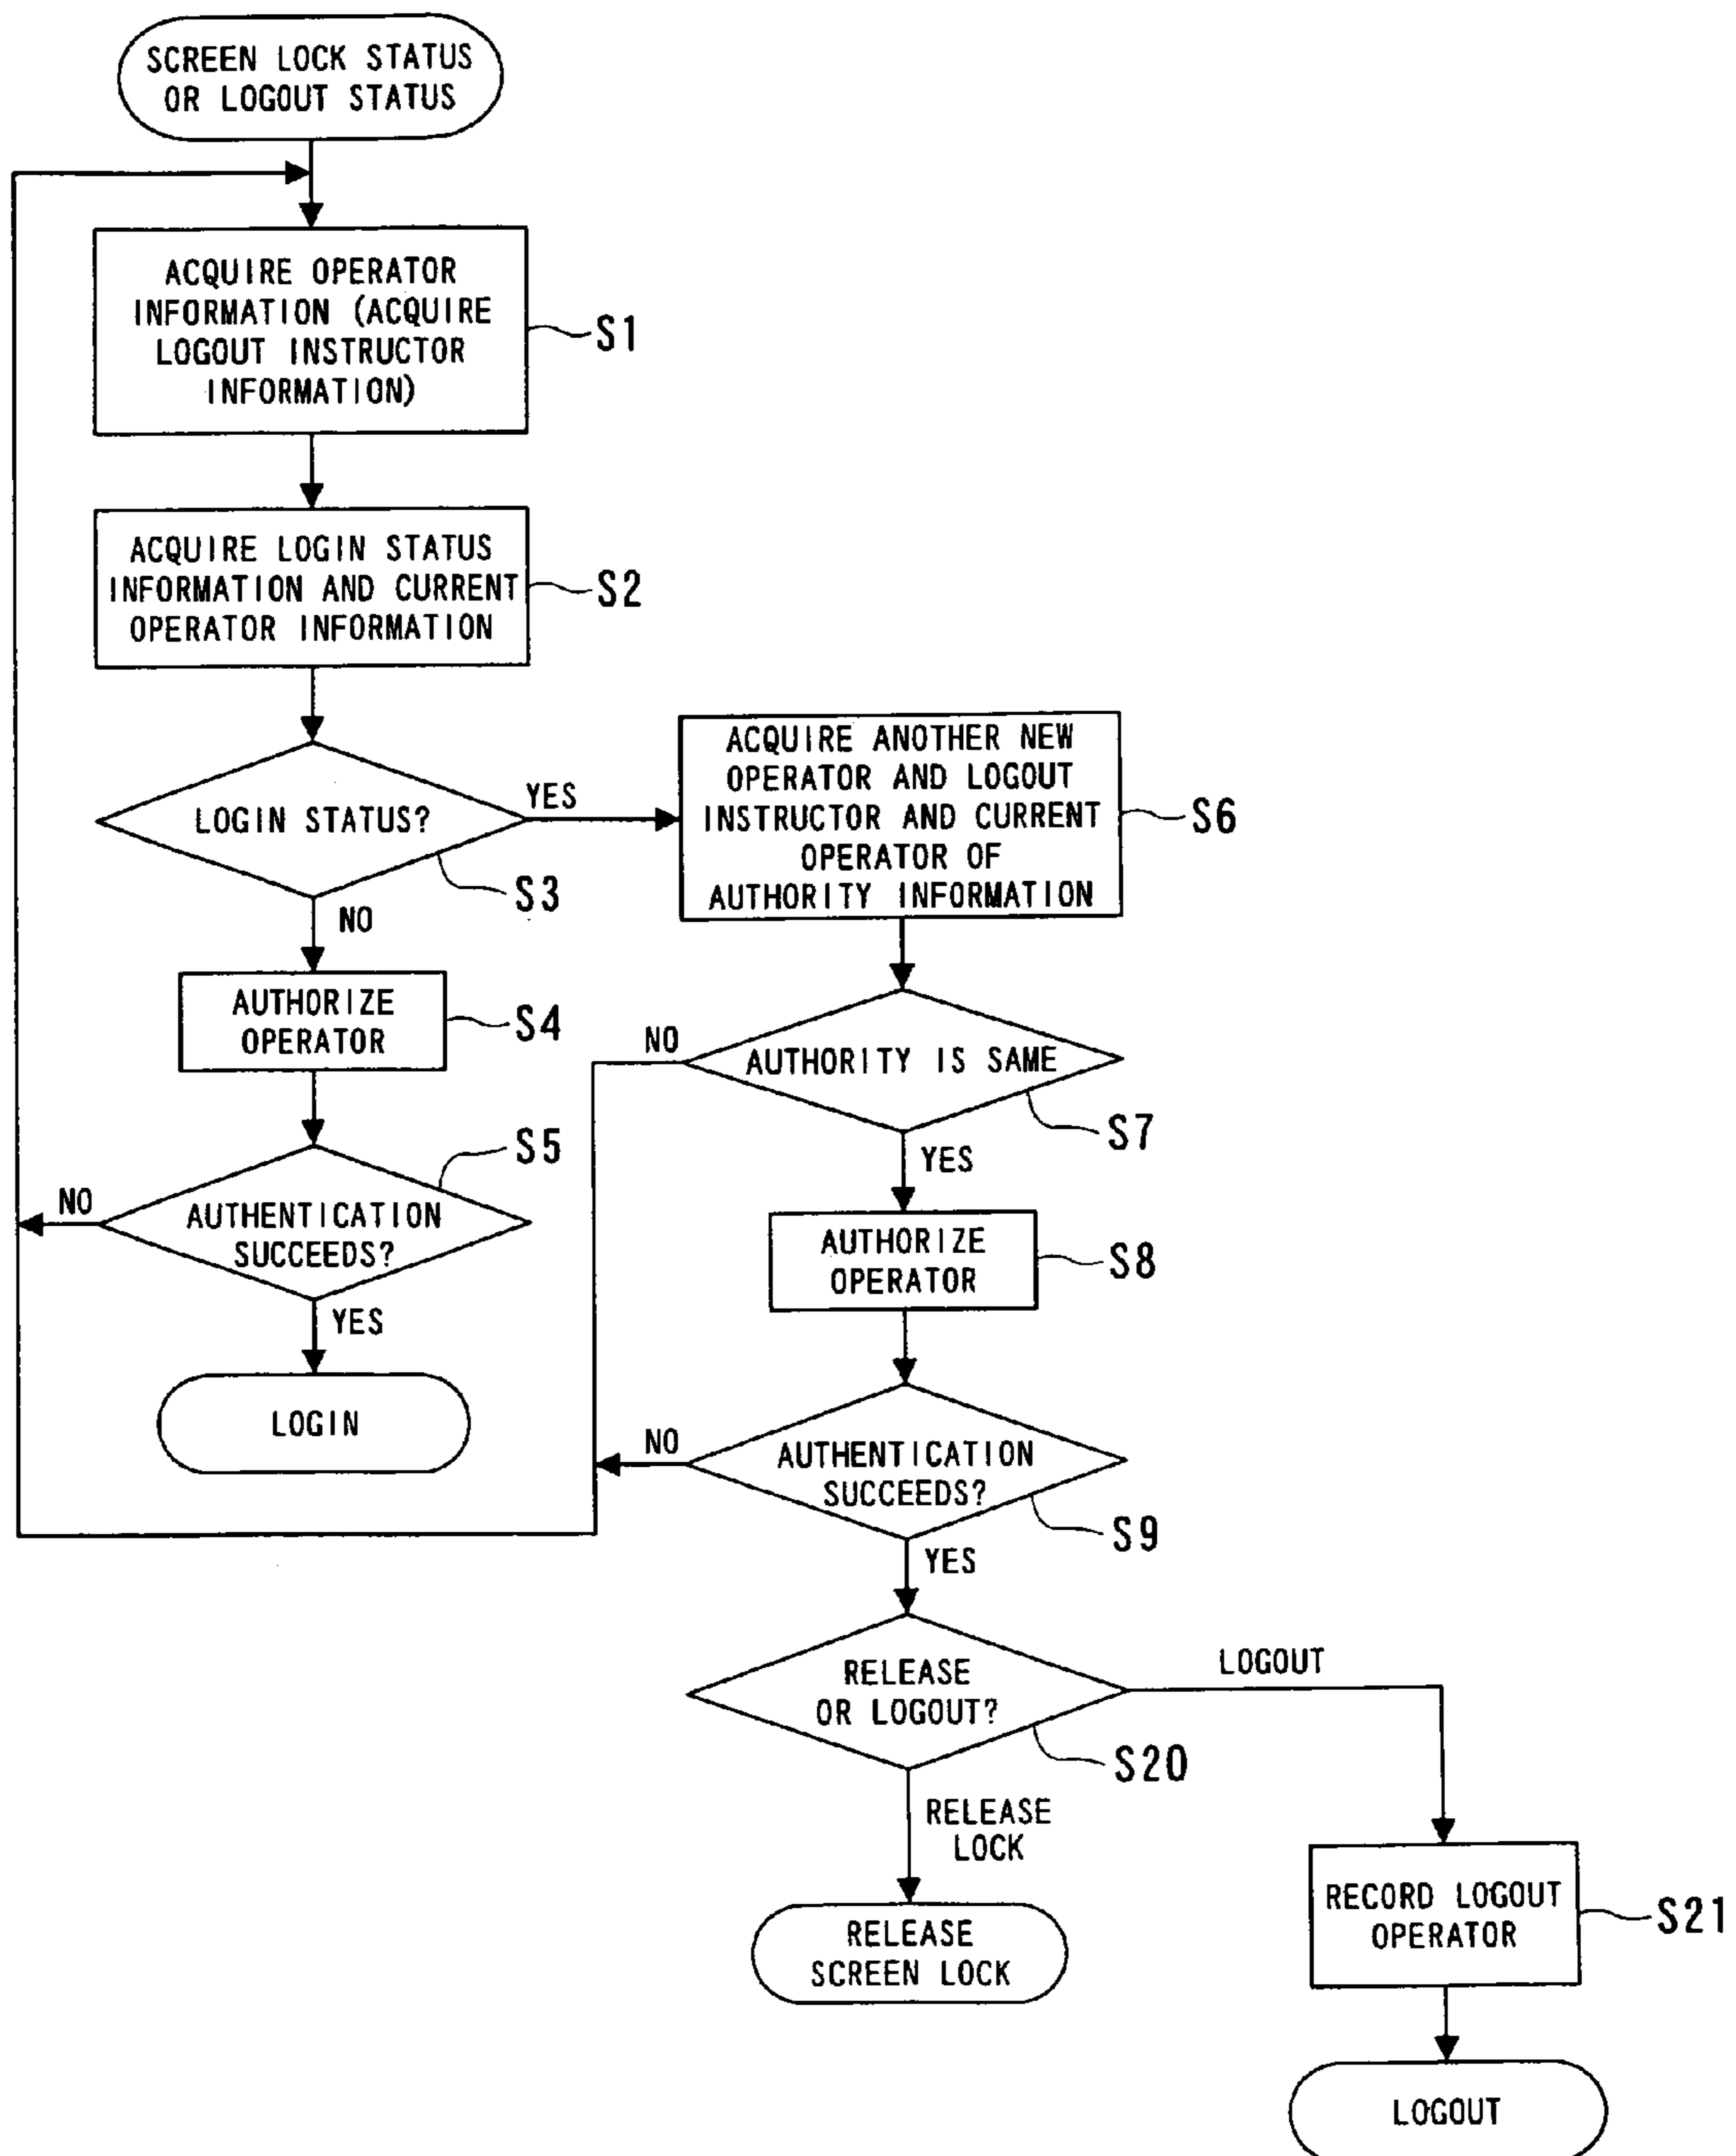 SCREEN LOCK STATUS
OR LOGOUT STATUS
ACQUIRE OPERATOR
INFORMATION (ACQUIRE
LOGOUT INSTRUCTOR
INFORMATION)
S1
ACQUIRE LOGIN STATUS
INFORMATION AND CURRENT
OPERATOR INFORMATION
S2
LOGIN STATUS?
YES
S3
NO
ACQUIRE ANOTHER NEW
OPERATOR AND LOGOUT
INSTRUCTOR AND CURRENT
OPERATOR OF
AUTHORITY INFORMATION
S6
AUTHORIZE
OPERATOR
S4
NO
AUTHORITY IS SAME
S7
YES
S5
NO
AUTHENTICATION
SUCCEEDS?
YES
LOGIN
AUTHORIZE
OPERATOR
S8
NO
AUTHENTICATION
SUCCEEDS?
S9
YES
RELEASE
OR LOGOUT?
LOGOUT
S20
RELEASE
LOCK
RELEASE
SCREEN LOCK
RECORD LOGOUT
OPERATOR
S21
LOGOUT